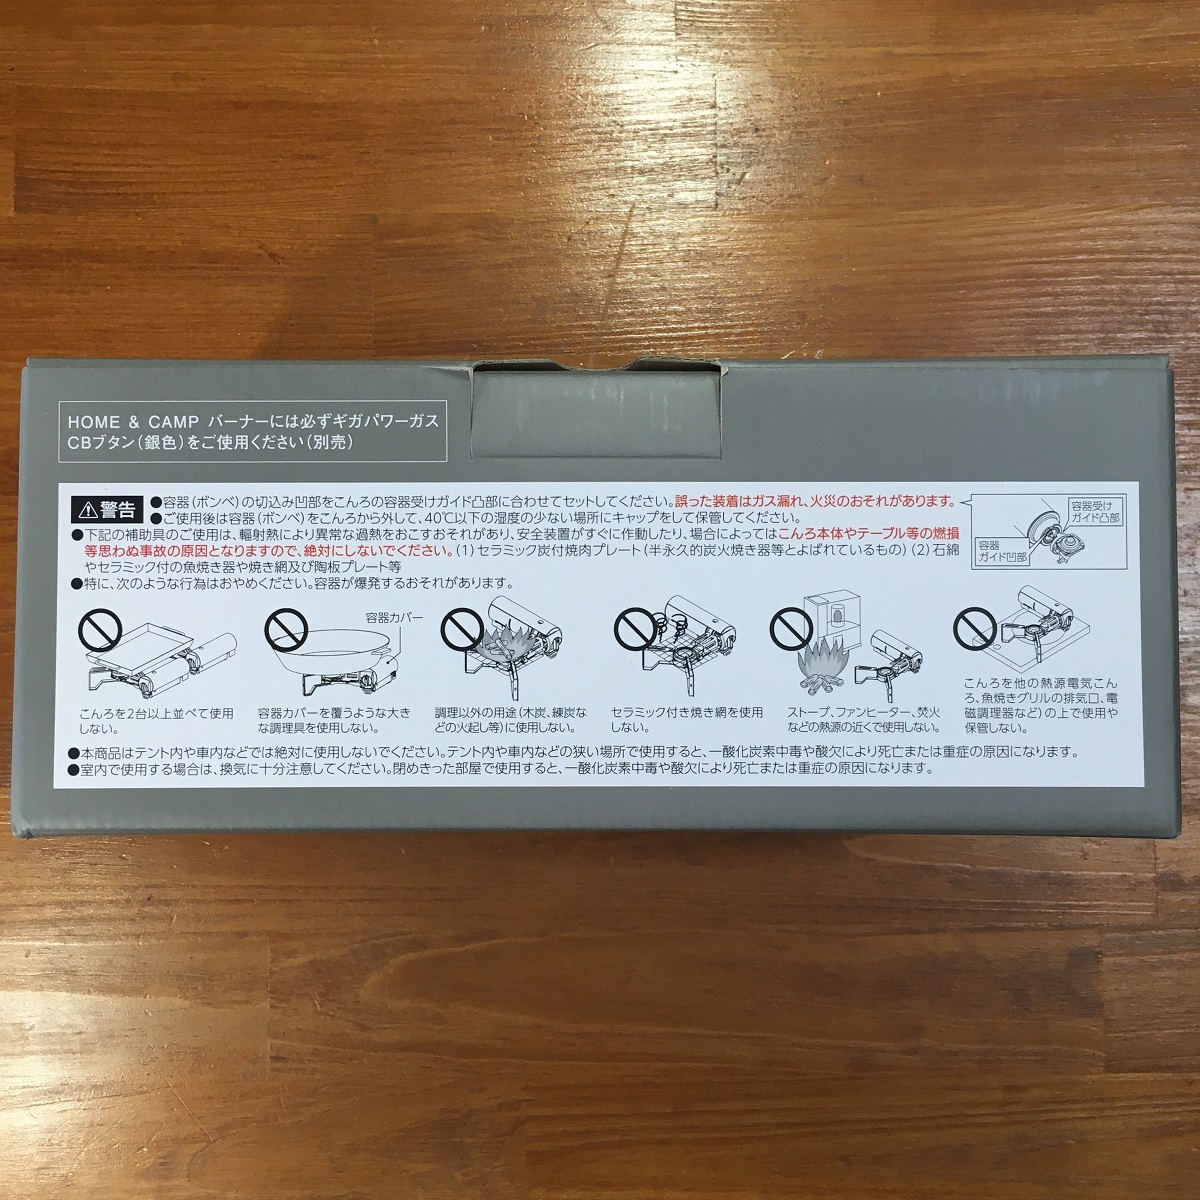 HOME & CAMP バーナーには必ずギガパワーガス
CBブタン(銀色)をご使用ください(別売)
警告
●容器(ボンベ)の切込み凹部をこんろの容器受けガイド凸部に合わせてセットしてください。誤った装着はガス漏れ、火災のおそれがあります。
●ご使用後は容器(ボンベ)をこんろから外して、40℃以下の湿度の少ない場所にキャップをして保管してください。
●下記の補助具のご使用は、輻射熱により異常な過熱をおこすおそれがあり、安全装置がすぐに作動したり、場合によってはこんろ本体やテーブル等の燃損
等思わぬ事故の原因となりますので、絶対にしないでください。(1)セラミック炭付焼肉プレート(半永久的炭火焼き器等とよばれているもの)(2)石綿
やセラミック付の魚焼き器や焼き網及び陶板プレート等
●特に、次のような行為はおやめください。容器が爆発するおそれがあります。
容器受け
ガイド凸部
容器
ガイド凹部
こんろを2台以上並べて使用
しない。
容器カバー
容器カバーを覆うような大き
な調理具を使用しない。
調理以外の用途(木炭、練炭な
どの火起し等)に使用しない。
セラミック付き焼き網を使用
しない。
ストーブ、ファンヒーター、焚火
などの熱源の近くで使用しない。
こんろを他の熱源電気こん
ろ、魚焼きグリルの排気口、電
磁調理器など)の上で使用や
保管しない。
●本商品はテント内や車内などでは絶対に使用しないでください。テント内や車内などの狭い場所で使用すると、一酸化炭素中毒や酸欠により死亡または重症の原因になります。
●室内で使用する場合は、換気に十分注意してください。閉めきった部屋で使用すると、一酸化炭素中毒や酸欠により死亡または重症の原因になります。